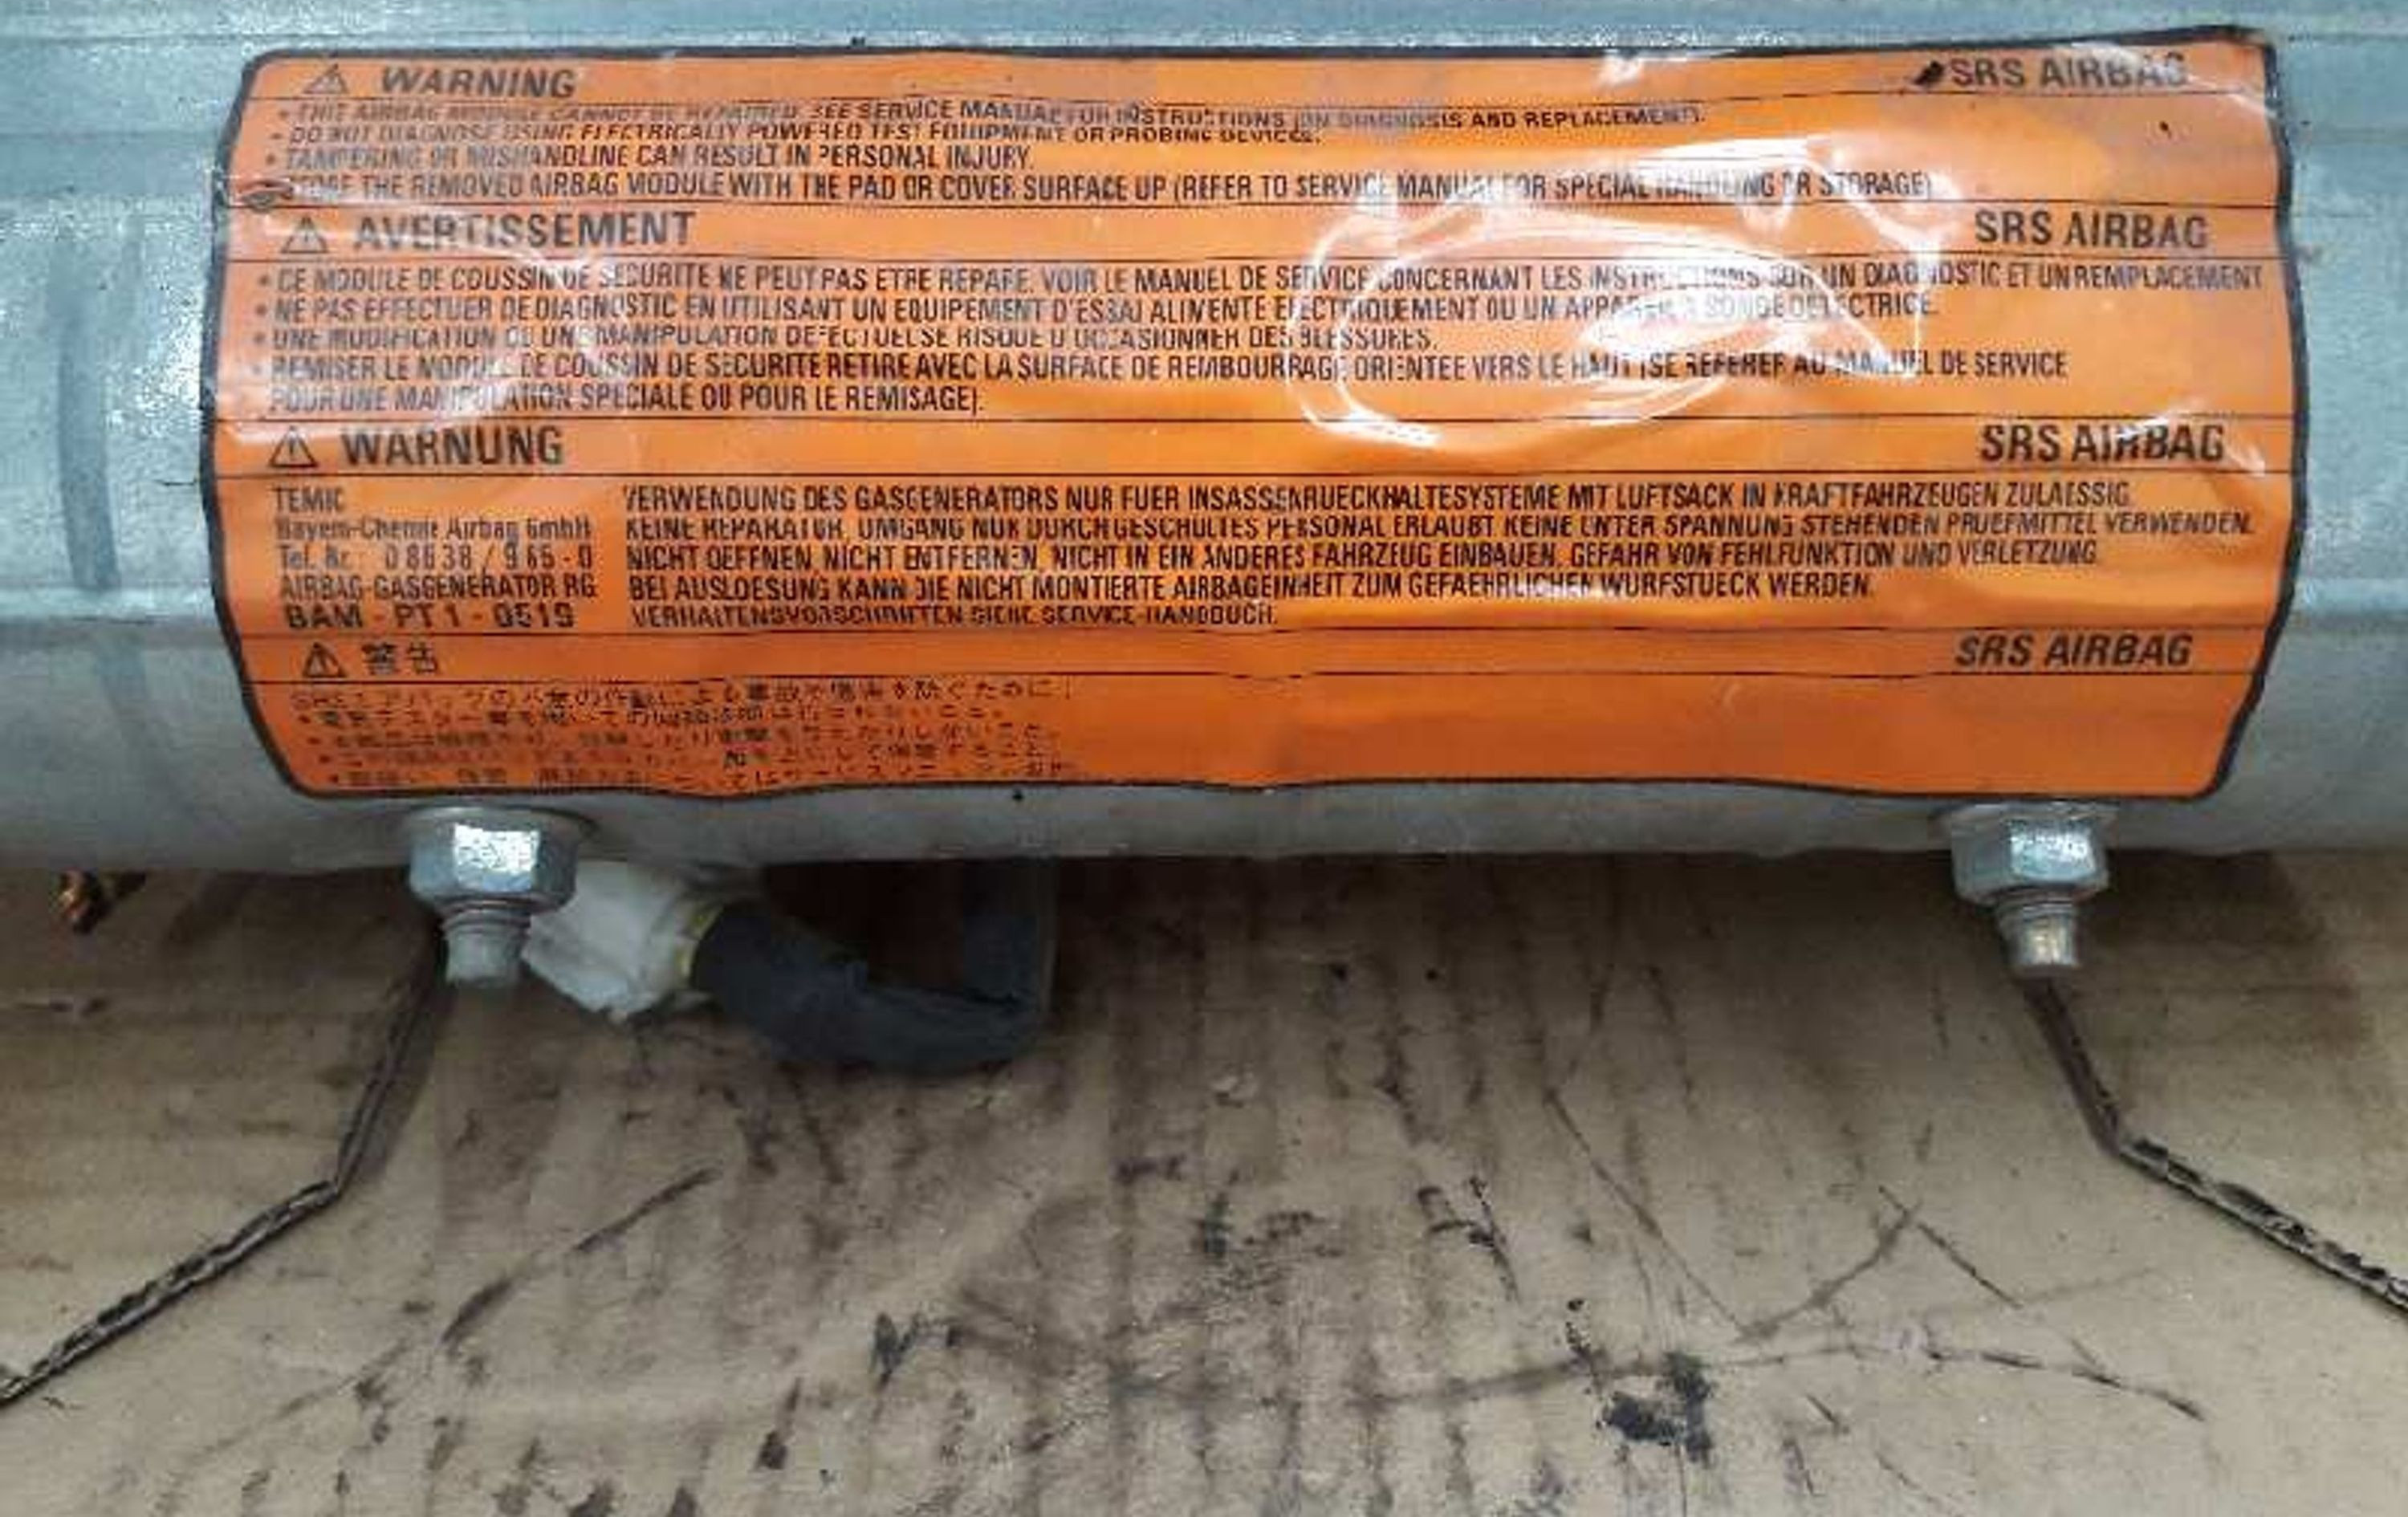 WARNING SRS AIRBAG
• THIS AIRBAG MODULE CANNOT BE REPAIRED. SEE SERVICE MANUAL FOR INSTRUCTIONS (ON DIAGNOSIS AND REPLACEMENT).
• DO NOT DIAGNOSE USING ELECTRICALLY POWERED TEST EQUIPMENT OR PROBING DEVICES.
• TAMPERING OR MISHANDLINE CAN RESULT IN PERSONAL INJURY.
STORE THE REMOVED AIRBAG MODULE WITH THE PAD OR COVER SURFACE UP (REFER TO SERVICE MANUAL FOR SPECIAL HANDLING OR STORAGE)
AVERTISSEMENT SRS AIRBAG
• CE MODULE DE COUSSIN DE SECURITE NE PEUT PAS ETRE REPARE. VOIR LE MANUEL DE SERVICE CONCERNANT LES INSTRUCTIONS SUR UN DIAGNOSTIC ET UN REMPLACEMENT
• NE PAS EFFECTUER DE DIAGNOSTIC EN UTILISANT UN EQUIPEMENT D'ESSAI ALIMENTE ELECTRIQUEMENT OU UN APPAREIL A SONDE DETECTRICE.
• UNE MODIFICATION OU UNE MANIPULATION DEFECTUEUSE RISQUE D'OCCASIONNER DES BLESSURES.
• REMISER LE MODULE DE COUSSIN DE SECURITE RETIRE AVEC LA SURFACE DE REMBOURRAGE ORIENTEE VERS LE HAUT (SE REFERER AU MANUEL DE SERVICE
POUR UNE MANIPULATION SPECIALE OU POUR LE REMISAGE).
WARNUNG SRS AIRBAG
TEMIC VERWENDUNG DES GASGENERATORS NUR FUER INSASSENRUECKHALTESYSTEME MIT LUFTSACK IN KRAFTFAHRZEUGEN ZULAESSIG.
Bayern-Chemie Airbag GmbH KEINE REPARATUR. UMGANG NUR DURCH GESCHULTES PERSONAL ERLAUBT KEINE UNTER SPANNUNG STEHENDEN PRUEFMITTEL VERWENDEN.
Tel. Nr. 08638 / 965-0 NICHT OEFFNEN, NICHT ENTFERNEN, NICHT IN EIN ANDERES FAHRZEUG EINBAUEN. GEFAHR VON FEHLFUNKTION UND VERLETZUNG.
AIRBAG-GASGENERATOR RG BEI AUSLOESUNG KANN DIE NICHT MONTIERTE AIRBAGEINHEIT ZUM GEFAEHRLICHEN WURFSTUECK WERDEN.
BAM - PT 1 - 0519 VERHALTENSVORSCHRIFTEN SIEHE SERVICE-HANDBUCH.
警告 SRS AIRBAG
を除ぐために